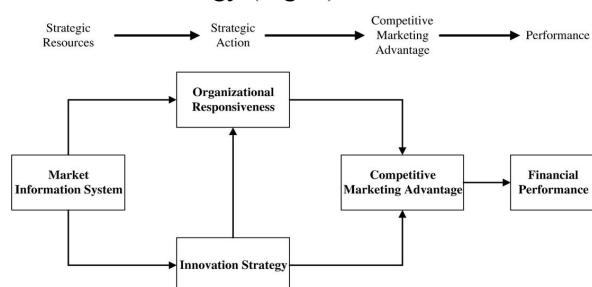 Strategic
Resources
Strategic
Action
Competitive
Marketing
Advantage
Performance
Organizational
Responsiveness
Market
Information System
Competitive
Marketing Advantage
Financial
Performance
Innovation Strategy